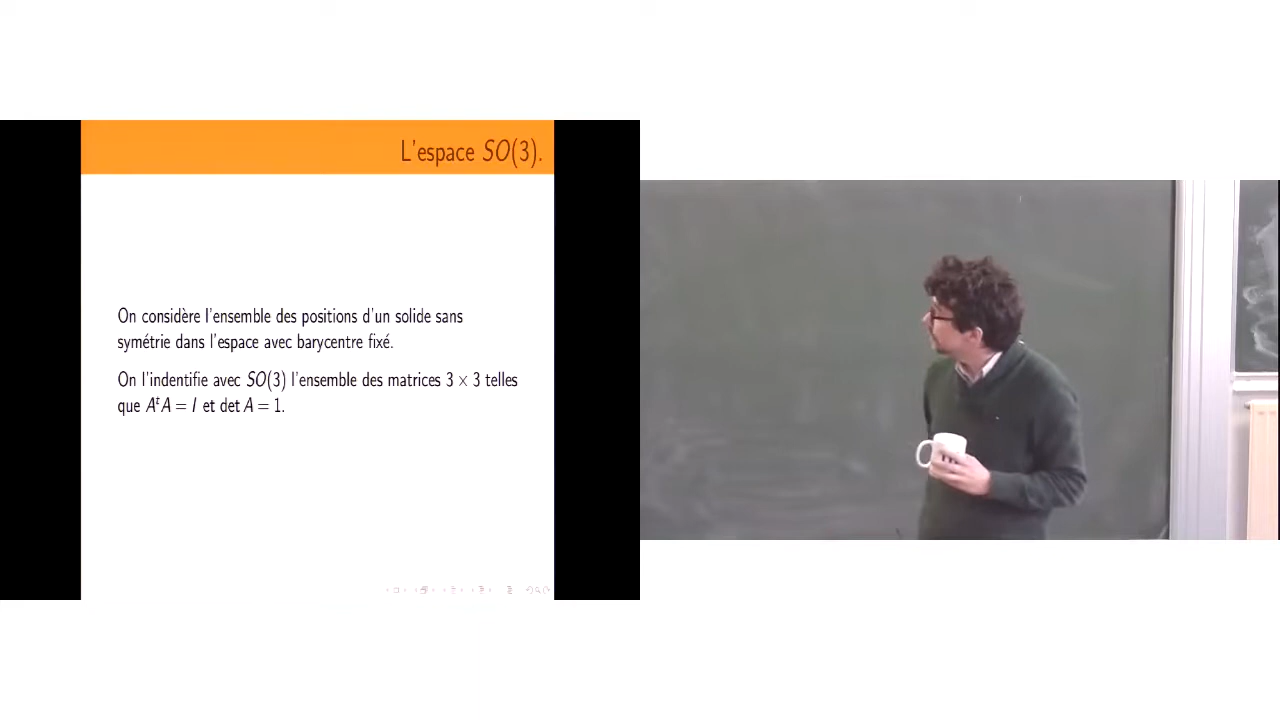 L'espace SO(3).
On considère l'ensemble des positions d'un solide sans
symétrie dans l'espace avec barycentre fixé.
On l'indentifie avec SO(3) l'ensemble des matrices 3 × 3 telles
que AᵗA = I et det A = 1.